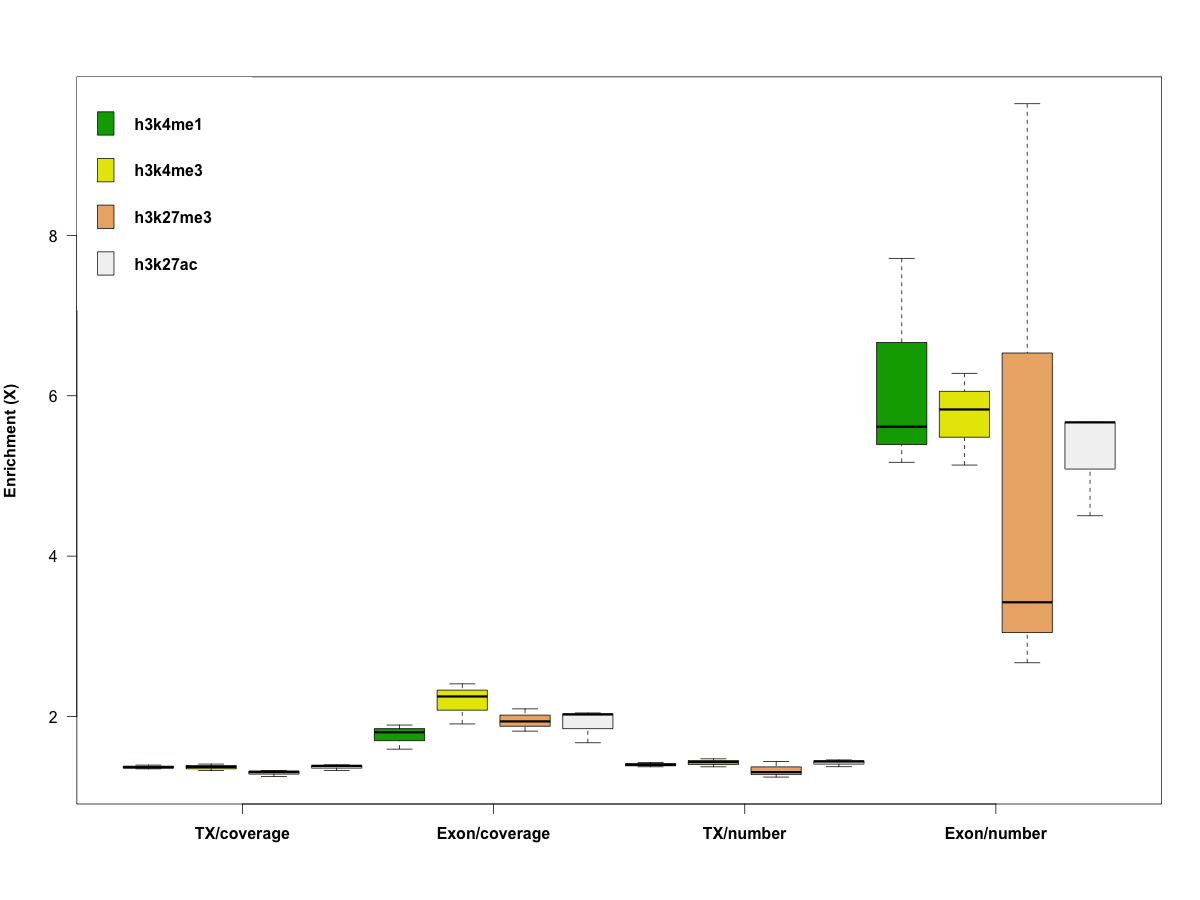 h3k4me1
h3k4me3
h3k27me3
h3k27ac
8
6
4
2
Enrichment (X)
TX/coverage
Exon/coverage
TX/number
Exon/number